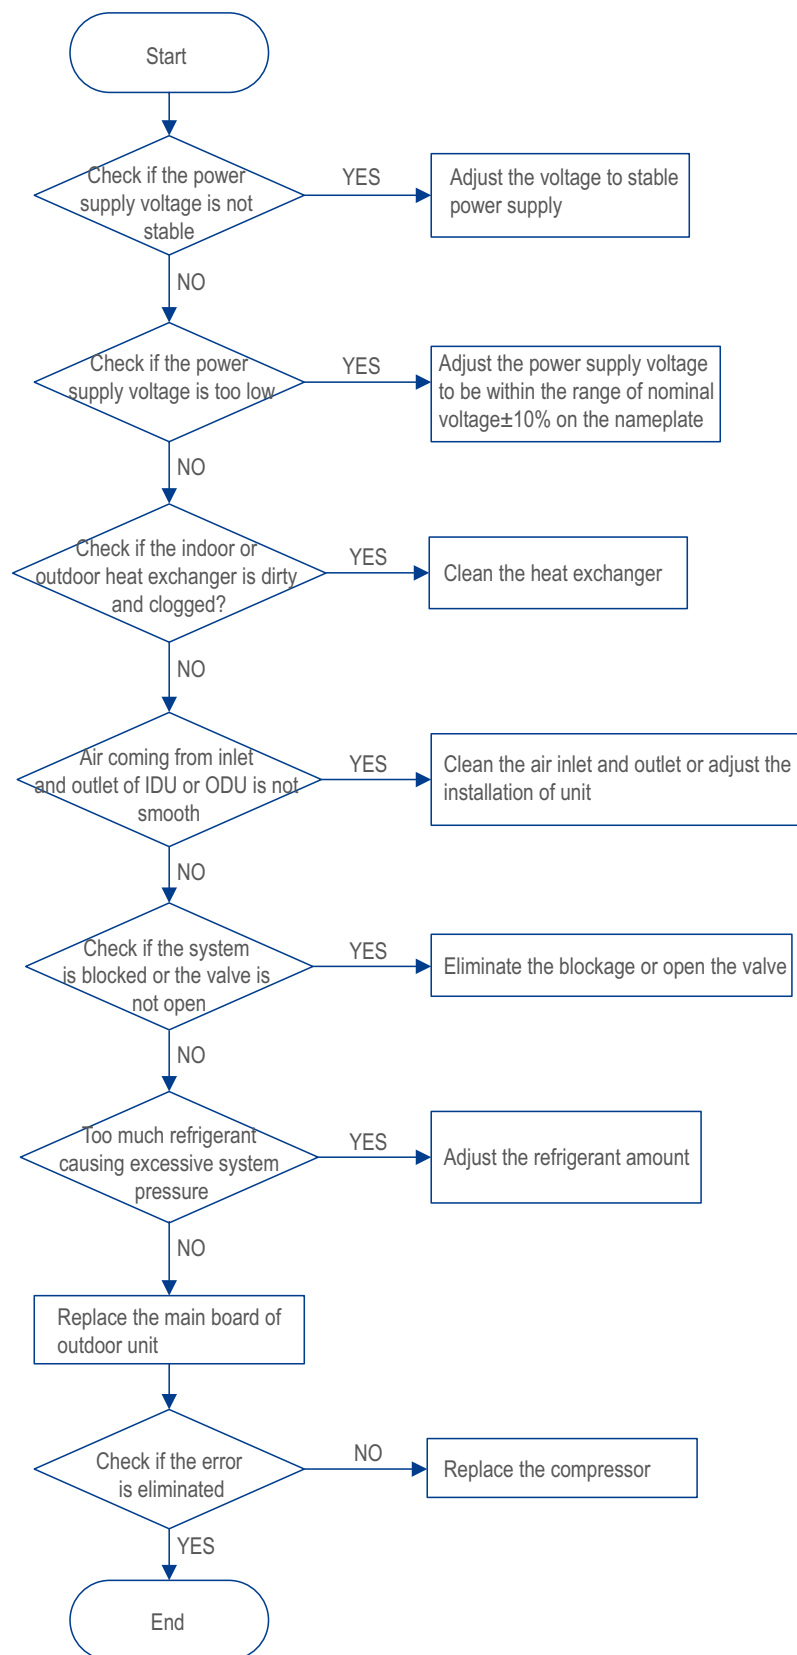 Start
Check if the power
supply voltage is not
stable
YES
Adjust the voltage to stable
power supply
NO
Check if the power
supply voltage is too low
YES
Adjust the power supply voltage
to be within the range of nominal
voltage±10% on the nameplate
NO
Check if the indoor or
outdoor heat exchanger is dirty
and clogged?
YES
Clean the heat exchanger
NO
Air coming from inlet
and outlet of IDU or ODU is not
smooth
YES
Clean the air inlet and outlet or adjust the
installation of unit
NO
Check if the system
is blocked or the valve is
not open
YES
Eliminate the blockage or open the valve
NO
Too much refrigerant
causing excessive system
pressure
YES
Adjust the refrigerant amount
NO
Replace the main board of
outdoor unit
Check if the error
is eliminated
NO
Replace the compressor
YES
End